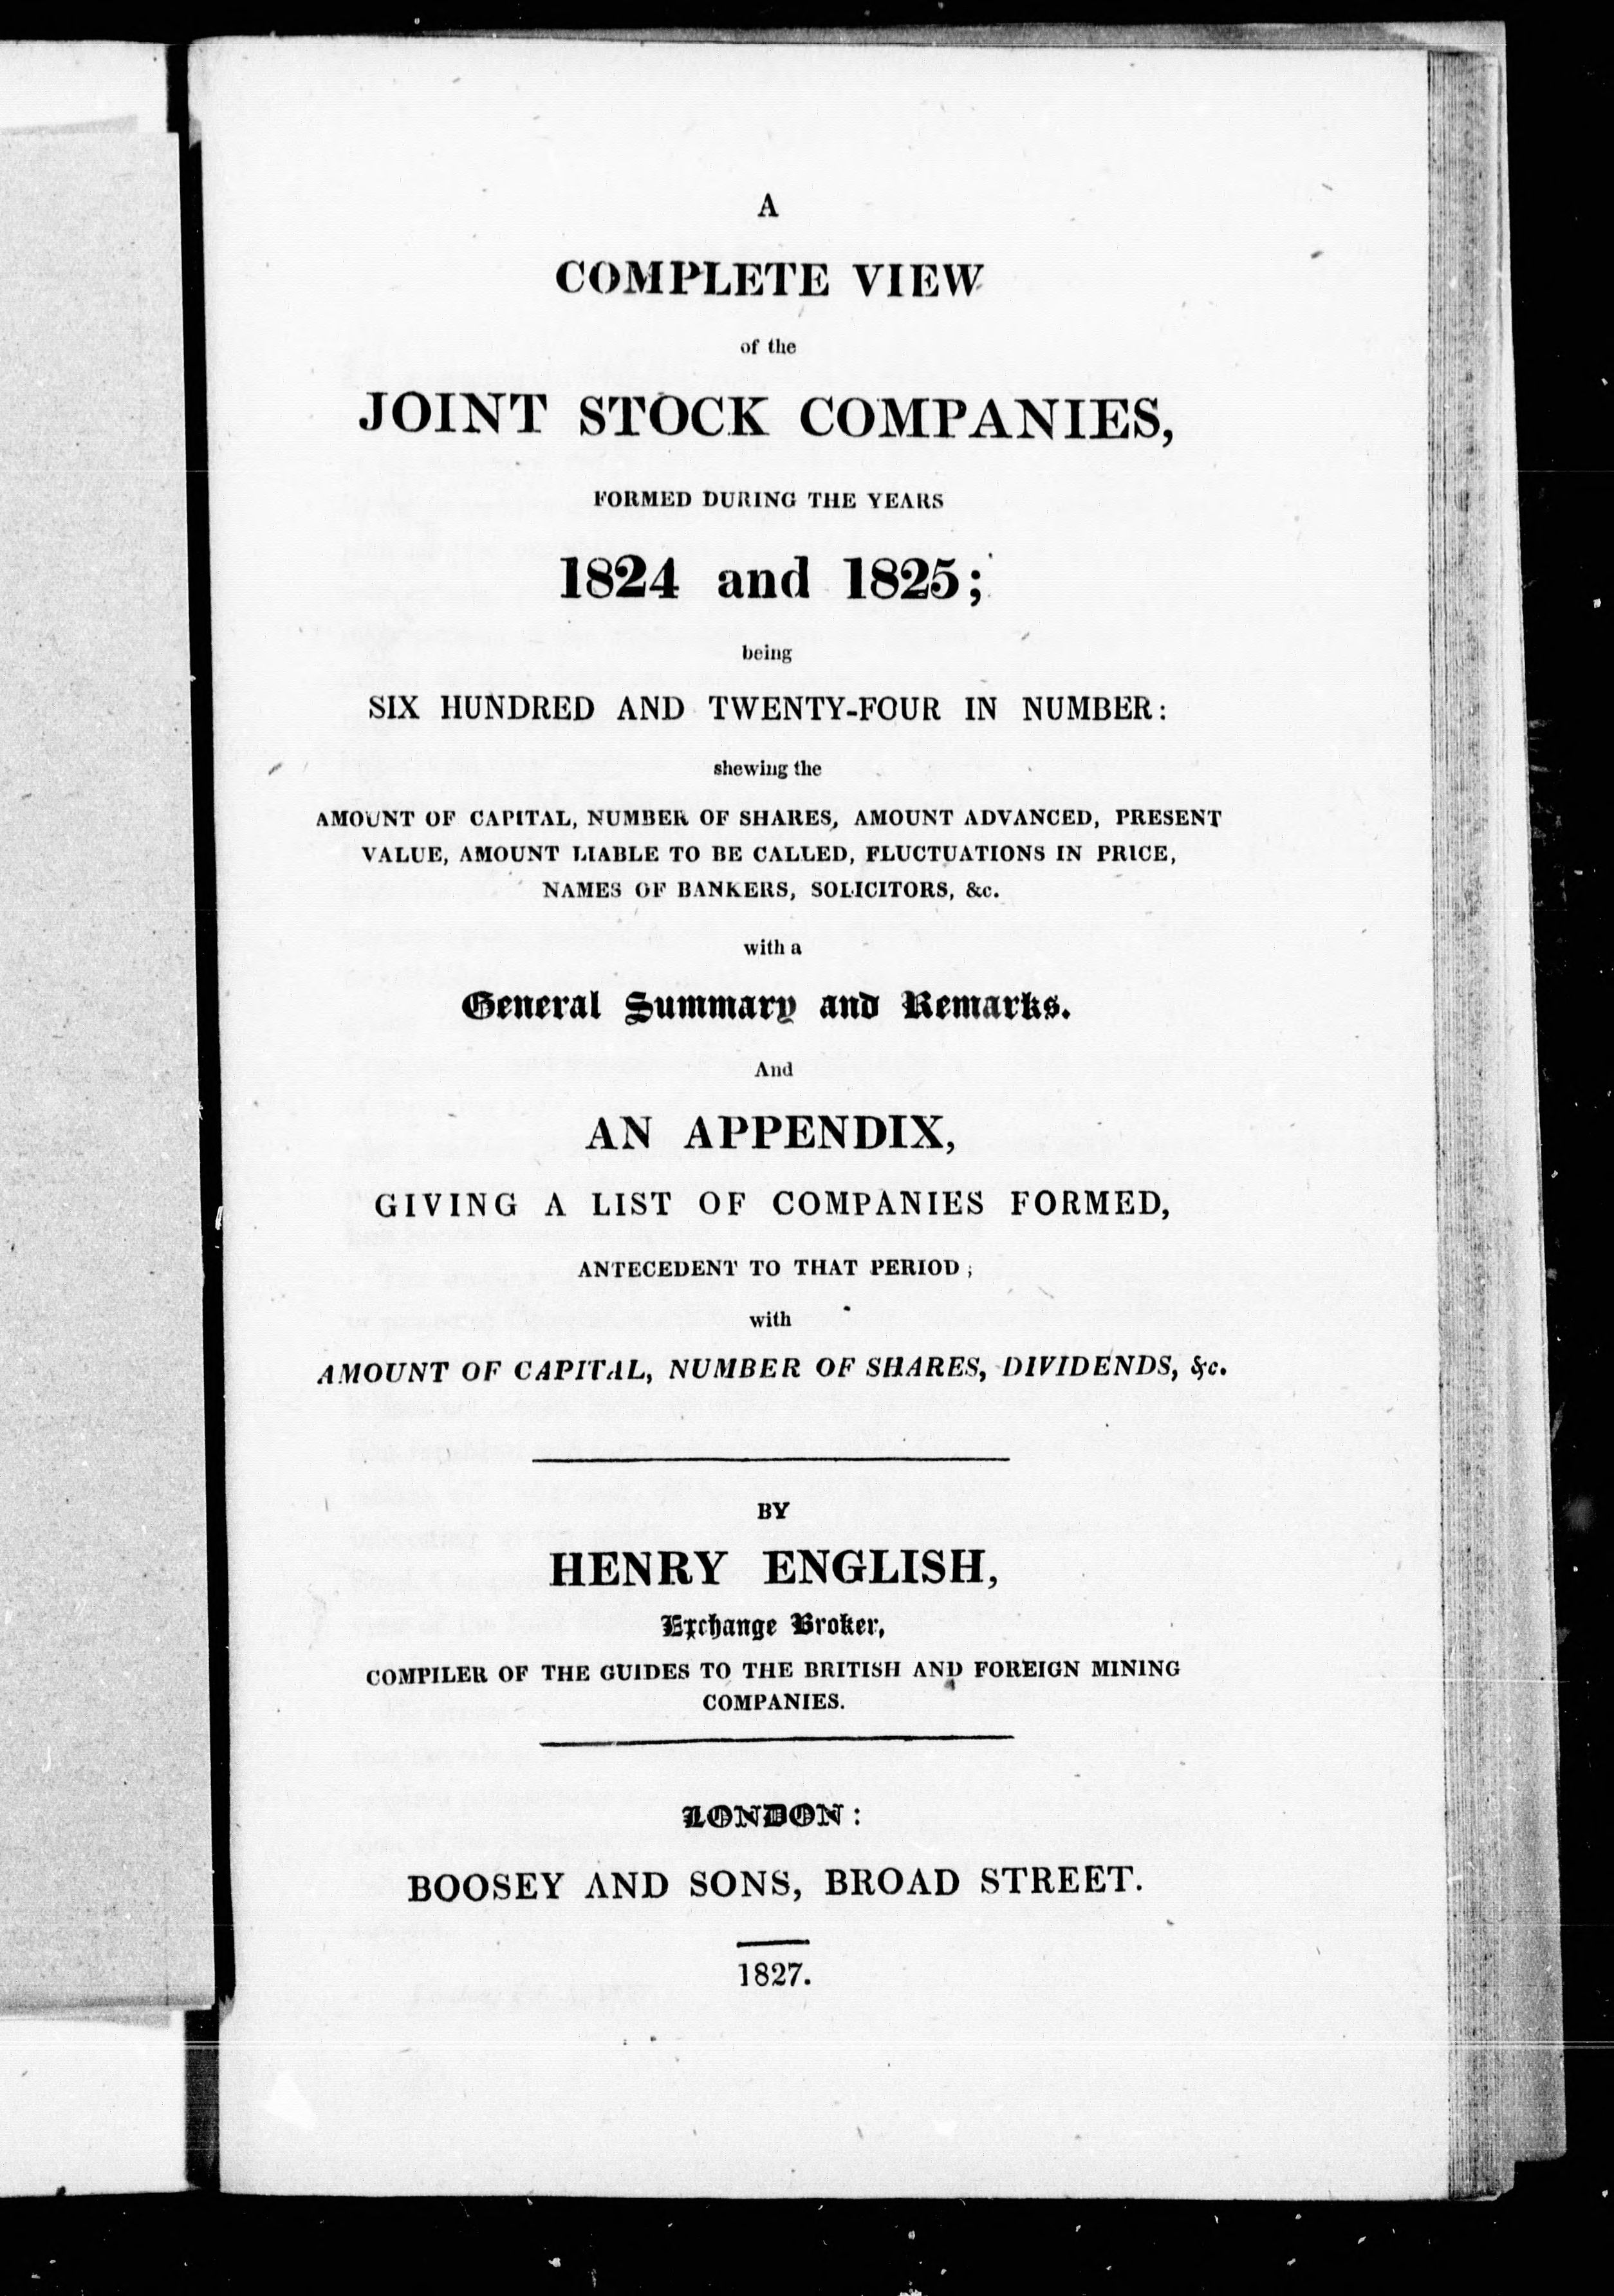 A
COMPLETE VIEW
of the
JOINT STOCK COMPANIES,
FORMED DURING THE YEARS
1824 and 1825;
being
SIX HUNDRED AND TWENTY-FOUR IN NUMBER:
shewing the
AMOUNT OF CAPITAL, NUMBER OF SHARES, AMOUNT ADVANCED, PRESENT
VALUE, AMOUNT LIABLE TO BE CALLED, FLUCTUATIONS IN PRICE,
NAMES OF BANKERS, SOLICITORS, &c.
with a
General Summary and Remarks.
And
AN APPENDIX,
GIVING A LIST OF COMPANIES FORMED,
ANTECEDENT TO THAT PERIOD;
with
AMOUNT OF CAPITAL, NUMBER OF SHARES, DIVIDENDS, &c.
BY
HENRY ENGLISH,
Exchange Broker,
COMPILER OF THE GUIDES TO THE BRITISH AND FOREIGN MINING
COMPANIES.
LONDON:
BOOSEY AND SONS, BROAD STREET.
1827.